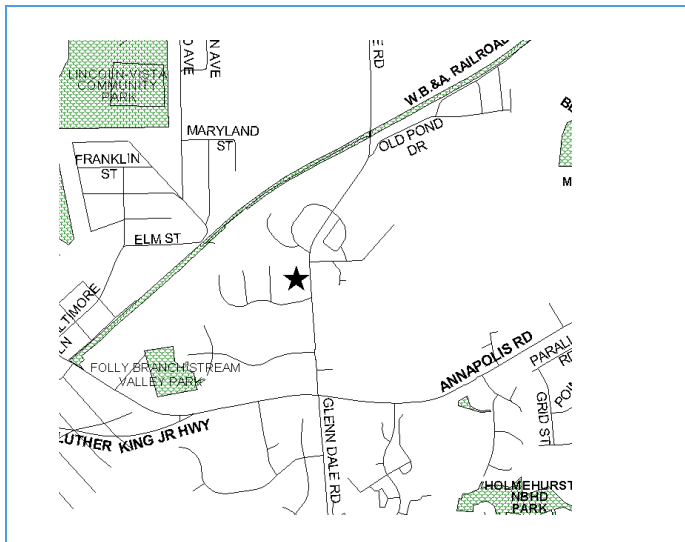 D AVE
N AVE
E RD
W.B.&A. RAILROAD
LINCOLN-VISTA
COMMUNITY
PARK
MARYLAND
ST
OLD POND
DR
FRANKLIN
ST
ELM ST
LTIMORE
LN
FOLLY BRANCH STREAM
VALLEY PARK
ANNAPOLIS RD
PARALL
RD
POIN
GRID ST
LUTHER KING JR HWY
GLENN DALE RD
HOLMEHURST
NBHD
PARK